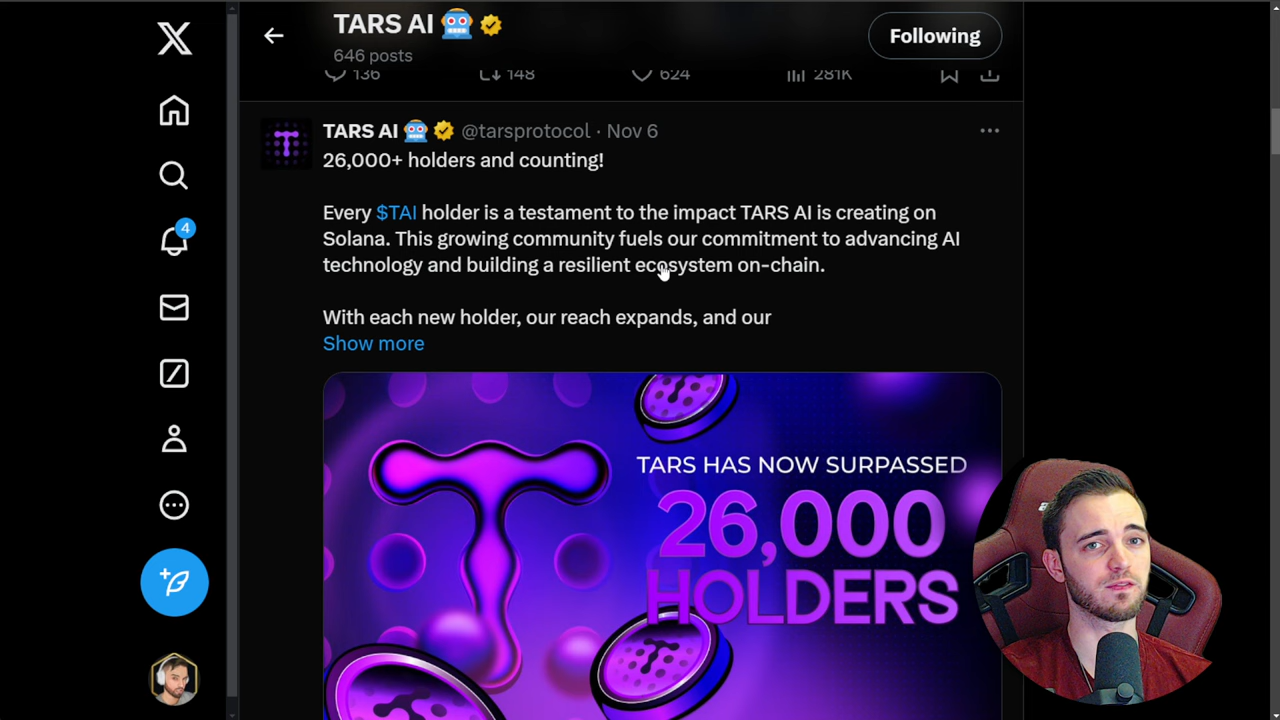 TARS AI 🤖
646 posts
Following
136 148 624 281K
TARS AI 🤖 @tarsprotocol · Nov 6
26,000+ holders and counting!
Every $TAI holder is a testament to the impact TARS AI is creating on
Solana. This growing community fuels our commitment to advancing AI
technology and building a resilient ecosystem on-chain.
With each new holder, our reach expands, and our
Show more
4
TARS HAS NOW SURPASSED
26,000
HOLDERS